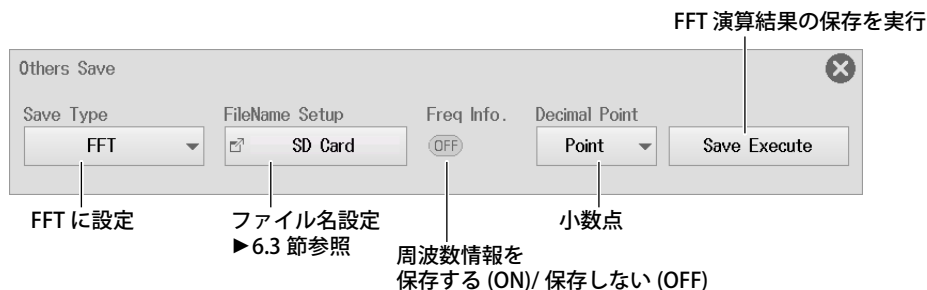 FFT 演算結果の保存を実行
Others Save
Save Type
FileName Setup
Freq Info.
Decimal Point
FFT
SD Card
OFF
Point
Save Execute
FFT に設定
ファイル名設定
▶6.3 節参照
周波数情報を
保存する (ON)/ 保存しない (OFF)
小数点